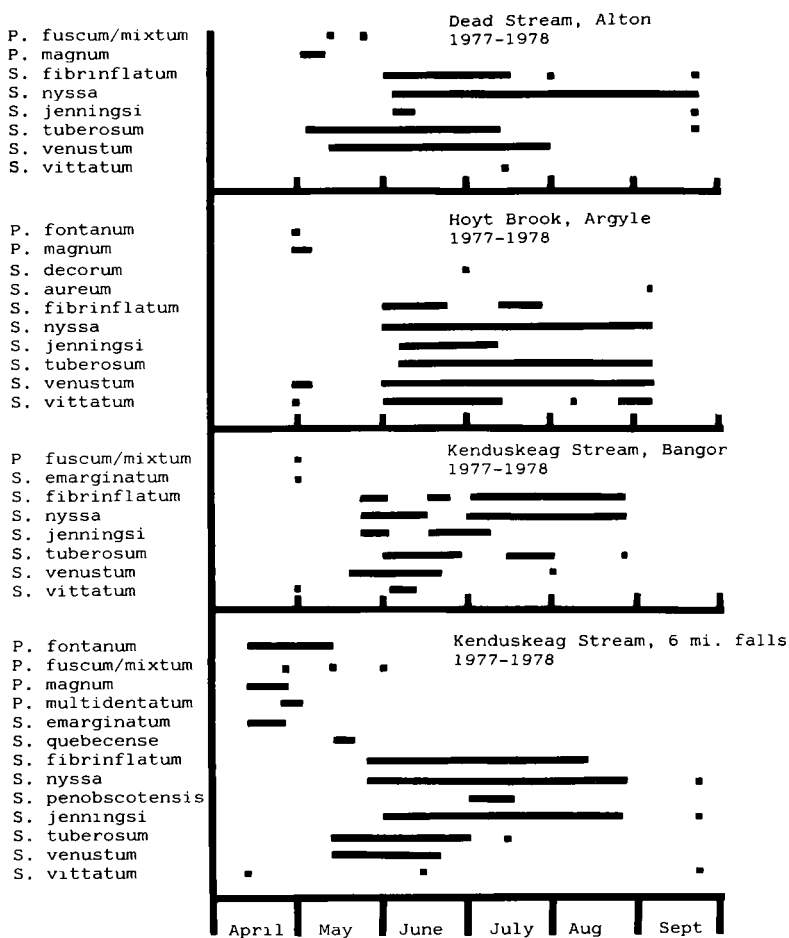 Dead Stream, Alton
1977-1978
P. fuscum/mixtum
P. magnum
S. fibrinflatum
S. nyssa
S. jenningsi
S. tuberosum
S. venustum
S. vittatum
Hoyt Brook, Argyle
1977-1978
P. fontanum
P. magnum
S. decorum
S. aureum
S. fibrinflatum
S. nyssa
S. jenningsi
S. tuberosum
S. venustum
S. vittatum
Kenduskeag Stream, Bangor
1977-1978
P fuscum/mixtum
S. emarginatum
S. fibrinflatum
S. nyssa
S. jenningsi
S. tuberosum
S. venustum
S. vittatum
Kenduskeag Stream, 6 mi. falls
1977-1978
P. fontanum
P. fuscum/mixtum
P. magnum
P. multidentatum
S. emarginatum
S. quebecense
S. fibrinflatum
S. nyssa
S. penobscotensis
S. jenningsi
S. tuberosum
S. venustum
S. vittatum
April May June July Aug Sept